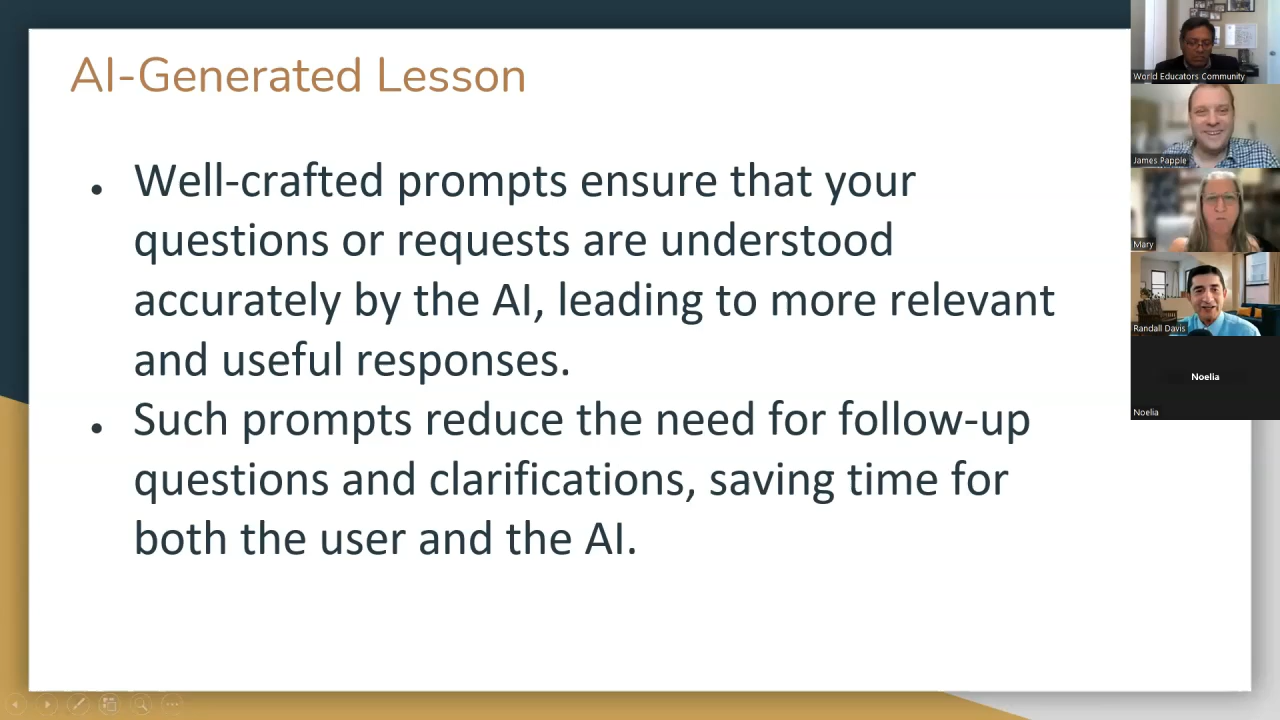 AI-Generated Lesson
• Well-crafted prompts ensure that your
questions or requests are understood
accurately by the AI, leading to more relevant
and useful responses.
• Such prompts reduce the need for follow-up
questions and clarifications, saving time for
both the user and the AI.
World Educators Community
James Papple
Mary
Randall Davis
Noelia
Noelia